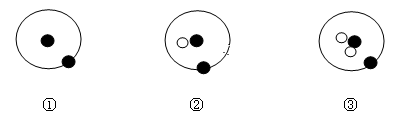 ① ② ③